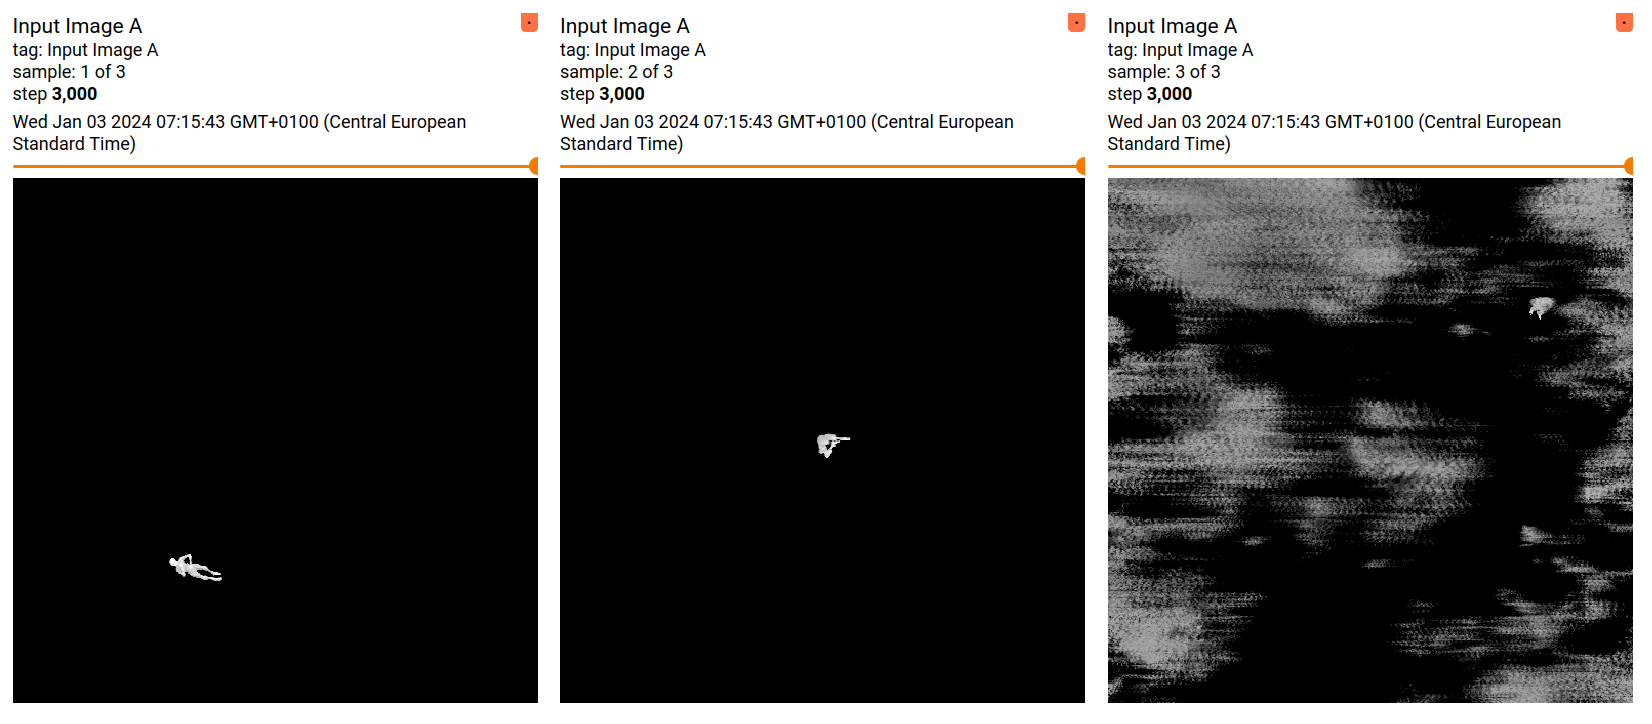 Input Image A
tag: Input Image A
sample: 1 of 3
step 3,000
Wed Jan 03 2024 07:15:43 GMT+0100 (Central European
Standard Time)
Input Image A
tag: Input Image A
sample: 2 of 3
step 3,000
Wed Jan 03 2024 07:15:43 GMT+0100 (Central European
Standard Time)
Input Image A
tag: Input Image A
sample: 3 of 3
step 3,000
Wed Jan 03 2024 07:15:43 GMT+0100 (Central European
Standard Time)